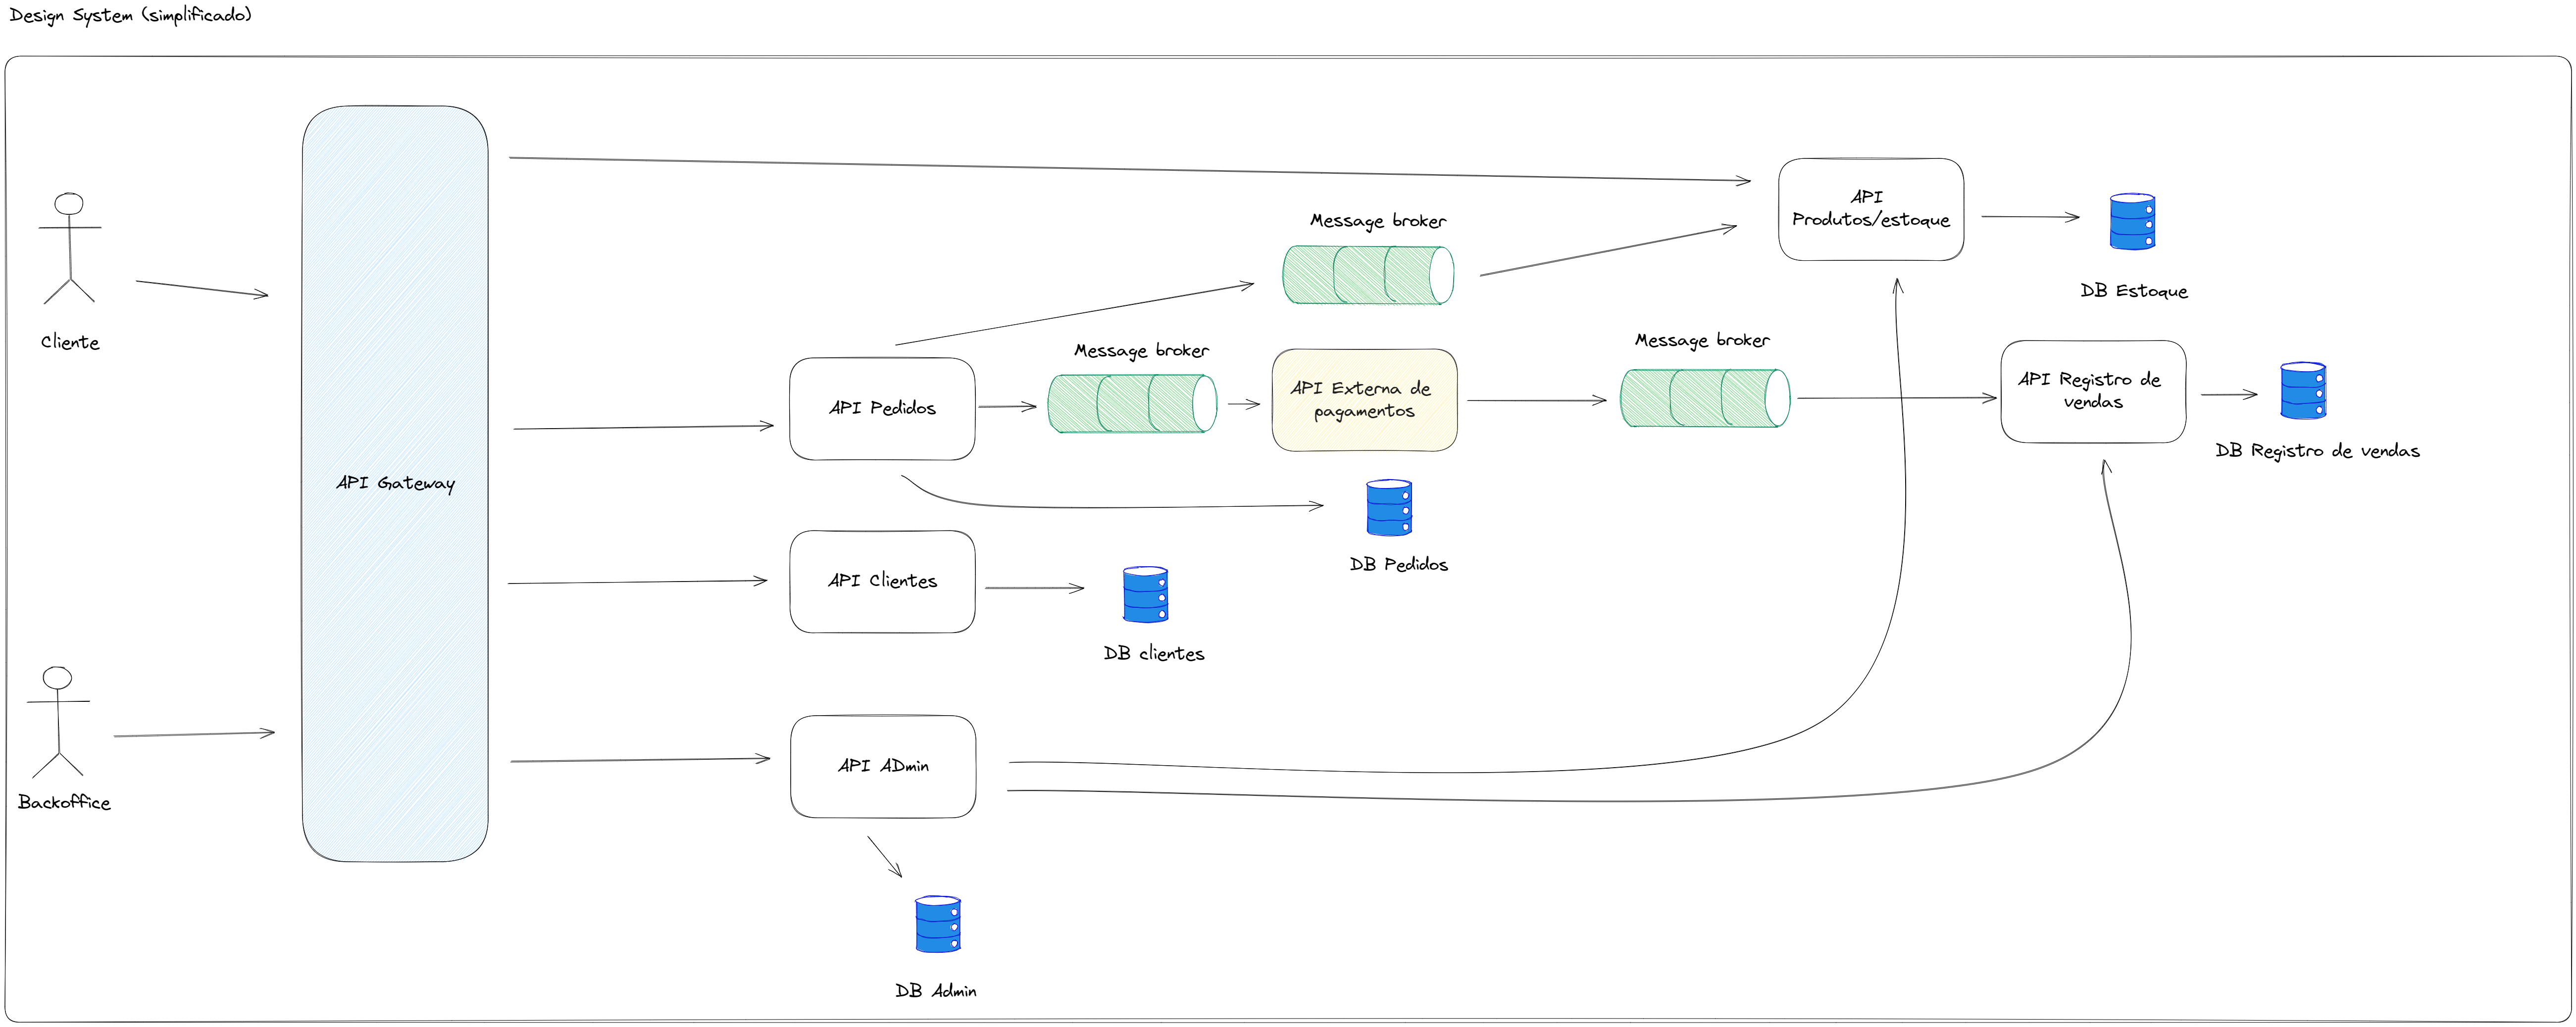 Design System (simplificado)
Cliente
Backoffice
API Gateway
API Pedidos
API Clientes
API ADmin
DB Admin
DB clientes
Message broker
Message broker
API Externa de
pagamentos
DB Pedidos
Message broker
API
Produtos/estoque
DB Estoque
API Registro de
vendas
DB Registro de vendas